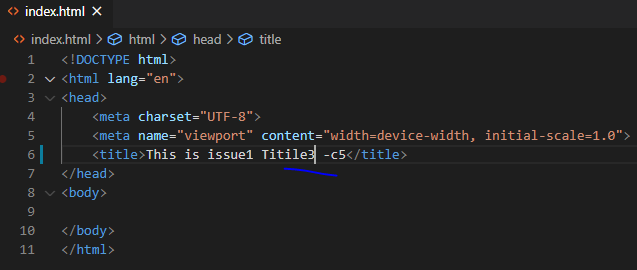 index.html
index.html > html > head > title
1 <!DOCTYPE html>
2 <html lang="en">
3 <head>
4 <meta charset="UTF-8">
5 <meta name="viewport" content="width=device-width, initial-scale=1.0">
6 <title>This is issue1 Titile3 -c5</title>
7 </head>
8 <body>
9
10 </body>
11 </html>